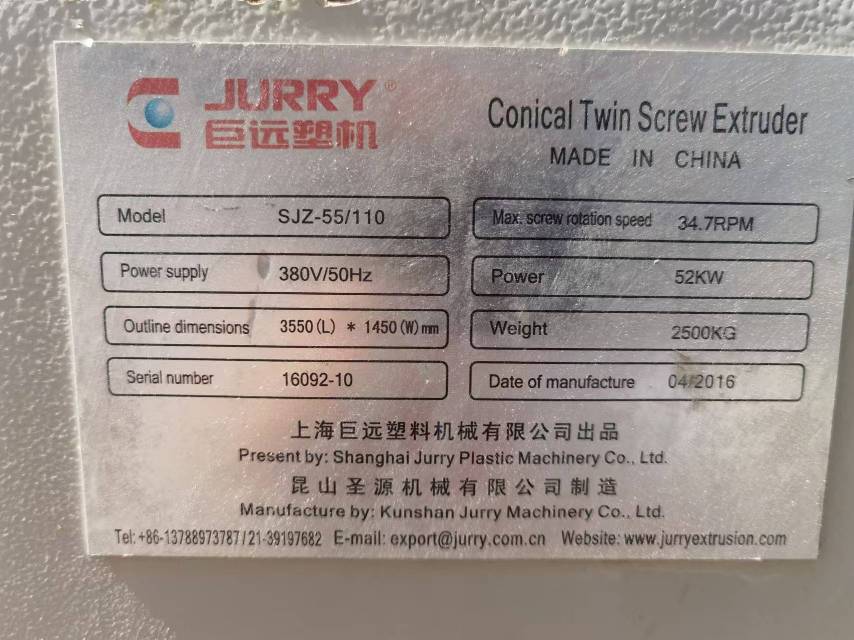 JURRY®
巨远塑机
Conical Twin Screw Extruder
MADE IN CHINA
Model SJZ-55/110
Max. screw rotation speed 34.7RPM
Power supply 380V/50Hz
Power 52KW
Outline dimensions 3550(L) * 1450(W)mm
Weight 2500KG
Serial number 16092-10
Date of manufacture 04/2016
上海巨远塑料机械有限公司出品
Present by: Shanghai Jurry Plastic Machinery Co., Ltd.
昆山圣源机械有限公司制造
Manufacture by: Kunshan Jurry Machinery Co., Ltd.
Tel: +86-13788973787/21-39197682 E-mail: export@jurry.com.cn Website: www.jurryextrusion.com